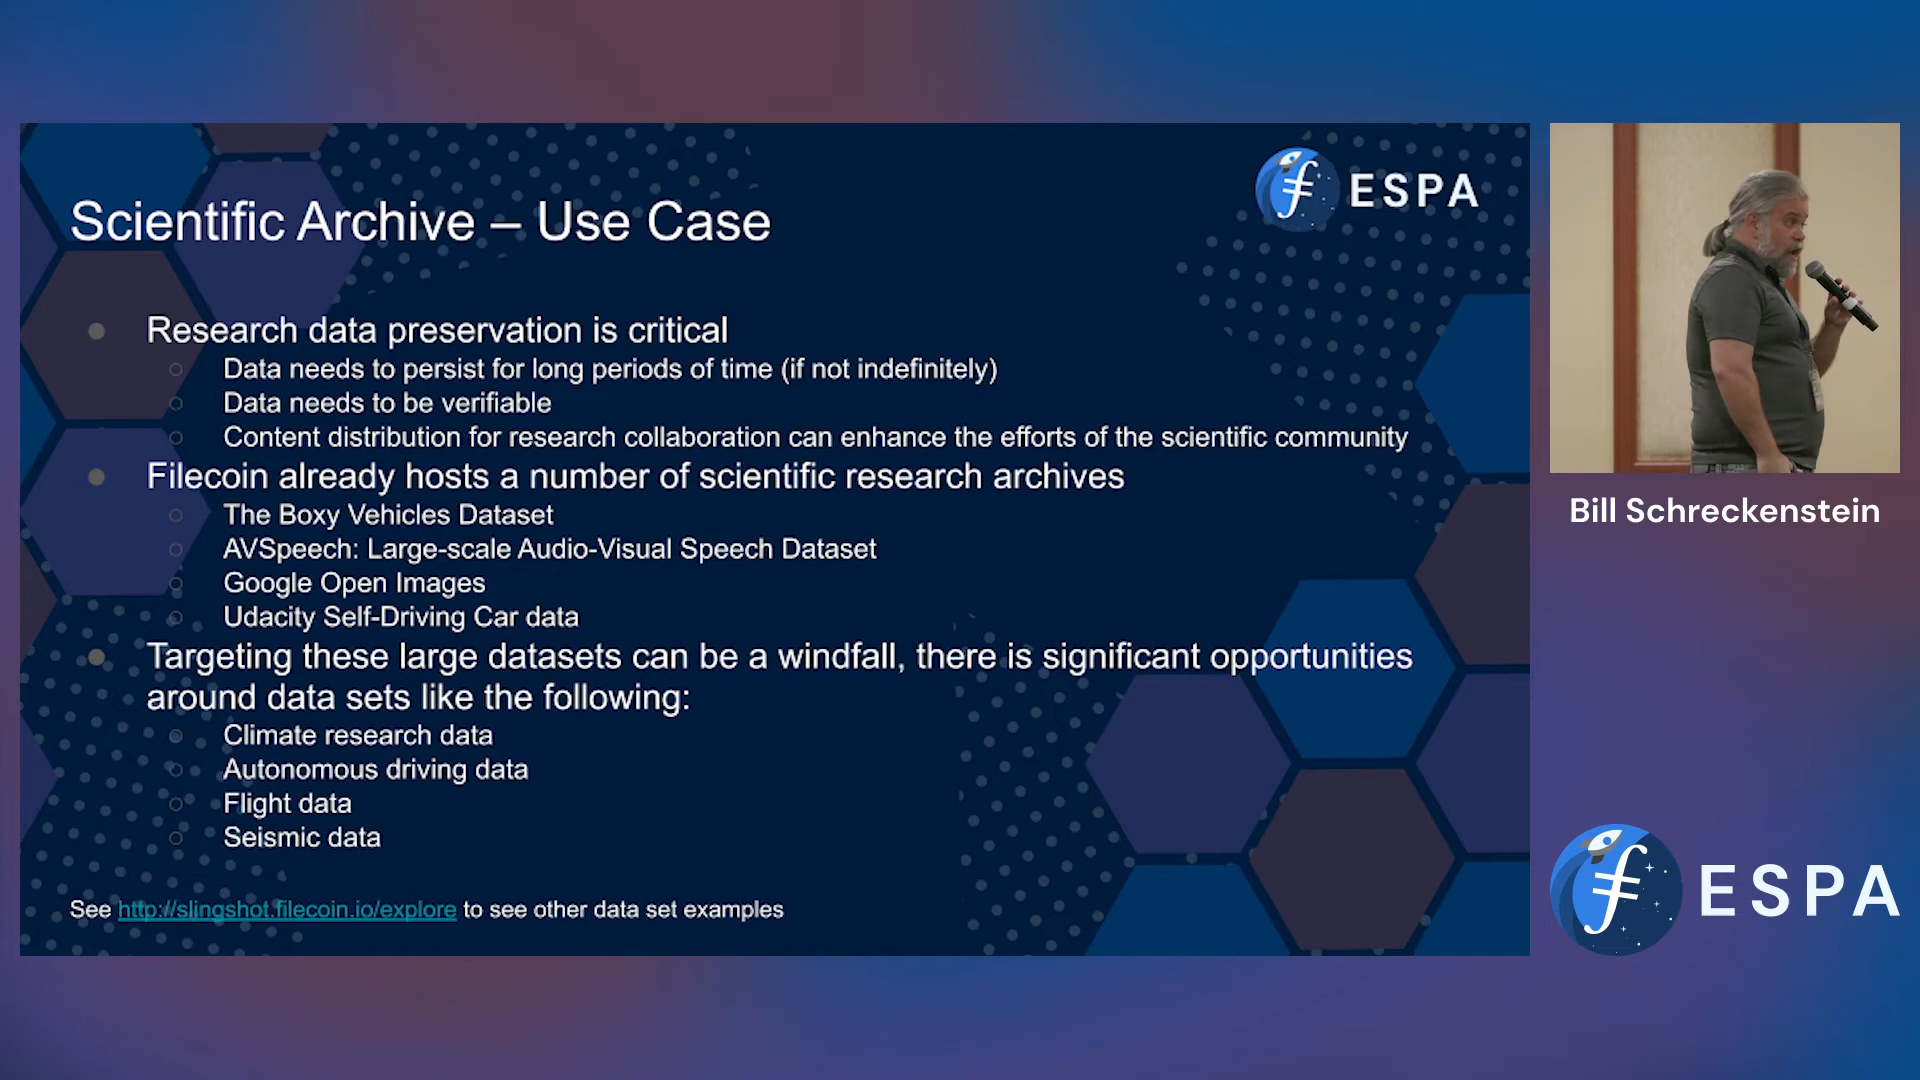 ESPA
Scientific Archive – Use Case
Research data preservation is critical
Data needs to persist for long periods of time (if not indefinitely)
Data needs to be verifiable
Content distribution for research collaboration can enhance the efforts of the scientific community
Filecoin already hosts a number of scientific research archives
The Boxy Vehicles Dataset
AVSpeech: Large-scale Audio-Visual Speech Dataset
Google Open Images
Udacity Self-Driving Car data
Targeting these large datasets can be a windfall, there is significant opportunities
around data sets like the following:
Climate research data
Autonomous driving data
Flight data
Seismic data
See http://slingshot.filecoin.io/explore to see other data set examples
Bill Schreckenstein
ESPA